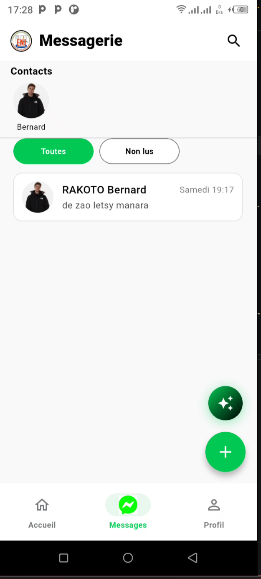 17:28
Messagerie
Contacts
Bernard
Toutes
Non lus
RAKOTO Bernard
Samedi 19:17
de zao letsy manara
Accueil
Messages
Profil